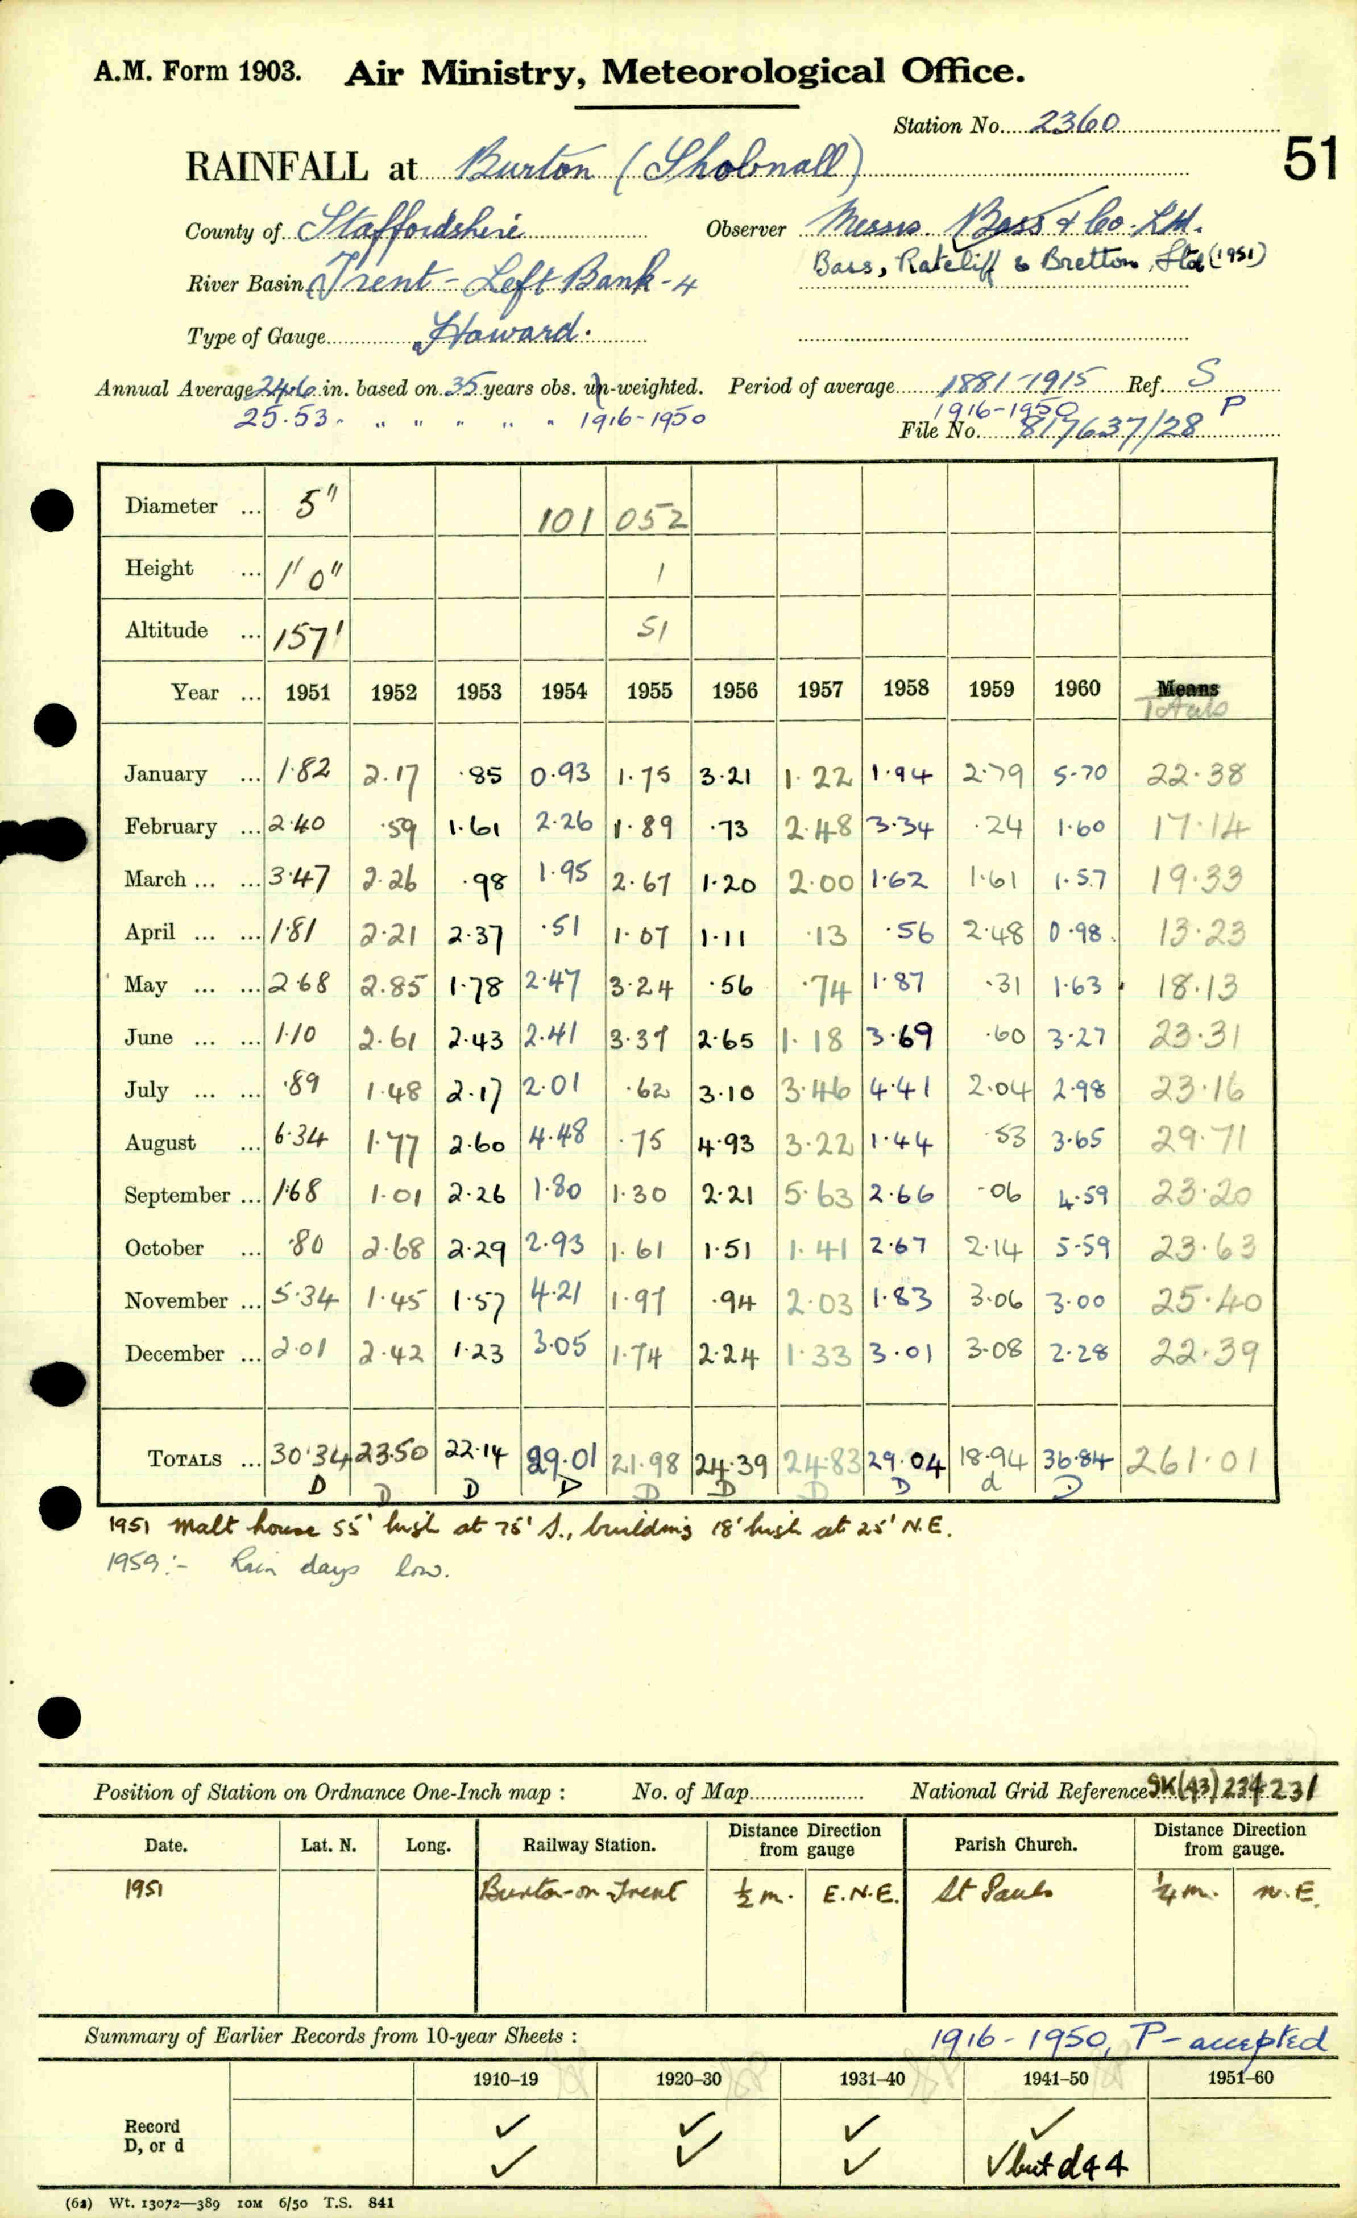 A.M. Form 1903. Air Ministry, Meteorological Office.
Station No. 2360
51
RAINFALL at Burton (Shobnall)
County of Staffordshire Observer Messrs. Bass & Co. Ltd.
Bass, Ratcliff & Bretton, Ltd (1951)
River Basin Trent - Left Bank - 4
Type of Gauge Howard.
Annual Average 24.6 in. based on 35 years obs. un-weighted. Period of average 1881-1915 Ref. S
25.53 " " " " " 1916-1950 1916-1950 P
File No. 817637/28
Diameter ... 5" 101 052
Height ... 1' 0" 1
Altitude ... 157' 51
Year ... 1951 1952 1953 1954 1955 1956 1957 1958 1959 1960 Means
Totals
January ... 1.82 2.17 .85 0.93 1.75 3.21 1.22 1.94 2.79 5.70 22.38
February ... 2.40 .59 1.61 2.26 1.89 .73 2.48 3.34 .24 1.60 17.14
March ... ... 3.47 2.26 .98 1.95 2.67 1.20 2.00 1.62 1.61 1.57 19.33
April ... ... 1.81 2.21 2.37 .51 1.07 1.11 .13 .56 2.48 0.98 13.23
May ... ... 2.68 2.85 1.78 2.47 3.24 .56 .74 1.87 .31 1.63 18.13
June ... ... 1.10 2.61 2.43 2.41 3.37 2.65 1.18 3.69 .60 3.27 23.31
July ... ... .89 1.48 2.17 2.01 .62 3.10 3.46 4.41 2.04 2.98 23.16
August ... 6.34 1.77 2.60 4.48 .75 4.93 3.22 1.44 .53 3.65 29.71
September ... 1.68 1.01 2.26 1.80 1.30 2.21 5.63 2.66 .06 4.59 23.20
October ... .80 2.68 2.29 2.93 1.61 1.51 1.41 2.67 2.14 5.59 23.63
November ... 5.34 1.45 1.57 4.21 1.97 .94 2.03 1.83 3.06 3.00 25.40
December ... 2.01 2.42 1.23 3.05 1.74 2.24 1.33 3.01 3.08 2.28 22.39
TOTALS ... 30.34 23.50 22.14 29.01 21.98 24.39 24.83 29.04 18.94 36.84 261.01
D D D D D D D D d D
1951 Malt house 55' high at 75' S., building 18' high at 25' N.E.
1959:- Rain days low.
Position of Station on Ordnance One-Inch map : No. of Map National Grid Reference SK(43) 234 231
Date. Lat. N. Long. Railway Station. Distance from Direction gauge Parish Church. Distance from Direction gauge.
1951 Burton-on-Trent ½ m. E.N.E. St Pauls ¼ m. N.E.
Summary of Earlier Records from 10-year Sheets : 1916-1950, P-accepted
1910–19 1920–30 1931–40 1941–50 1951–60
Record ✓ ✓ ✓ ✓
D, or d ✓ ✓ ✓ ✓ but d44
(62) Wt. 13072—389 10M 6/50 T.S. 841